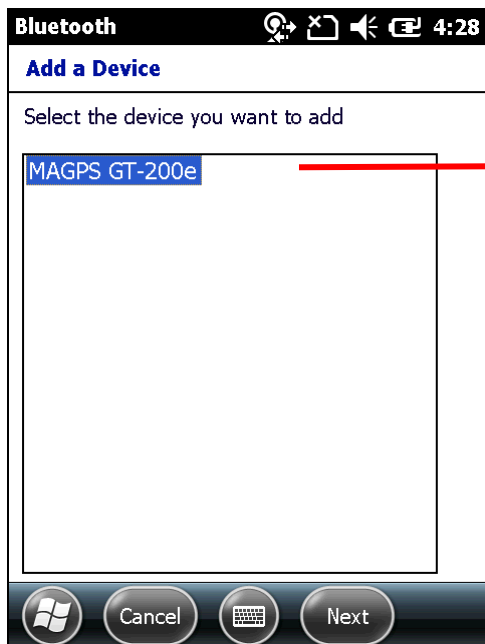 Bluetooth 4:28
Add a Device
Select the device you want to add
MAGPS GT-200e
Cancel Next